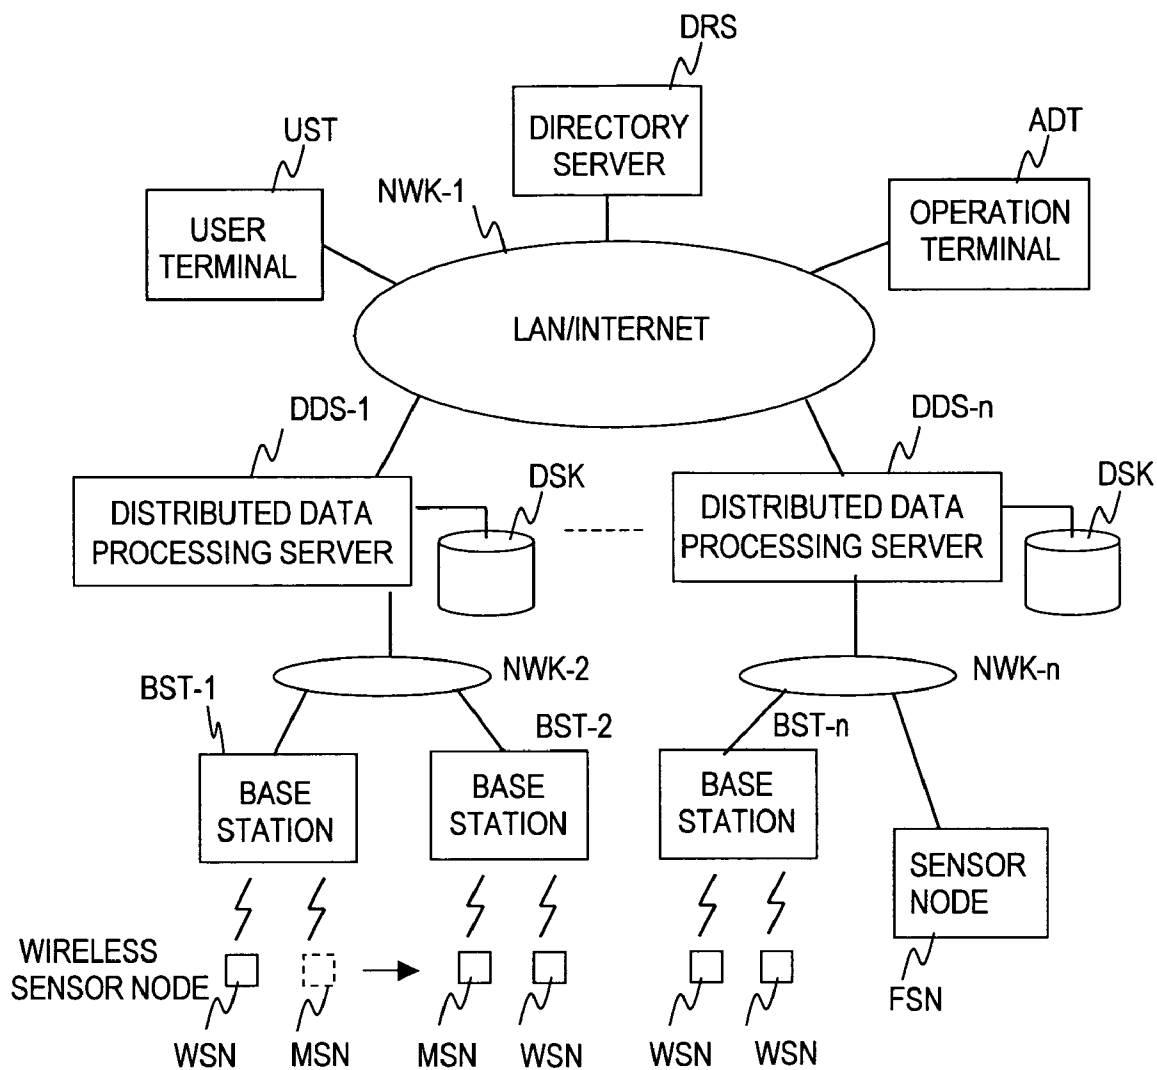 DRS
DIRECTORY
SERVER
UST
ADT
NWK-1
USER
TERMINAL
OPERATION
TERMINAL
LAN/INTERNET
DDS-1
DDS-n
DSK
DSK
DISTRIBUTED DATA
PROCESSING SERVER
DISTRIBUTED DATA
PROCESSING SERVER
NWK-2
NWK-n
BST-1
BST-2
BST-n
BASE
STATION
BASE
STATION
BASE
STATION
SENSOR
NODE
WIRELESS
SENSOR NODE
FSN
WSN
MSN
MSN
WSN
WSN
WSN